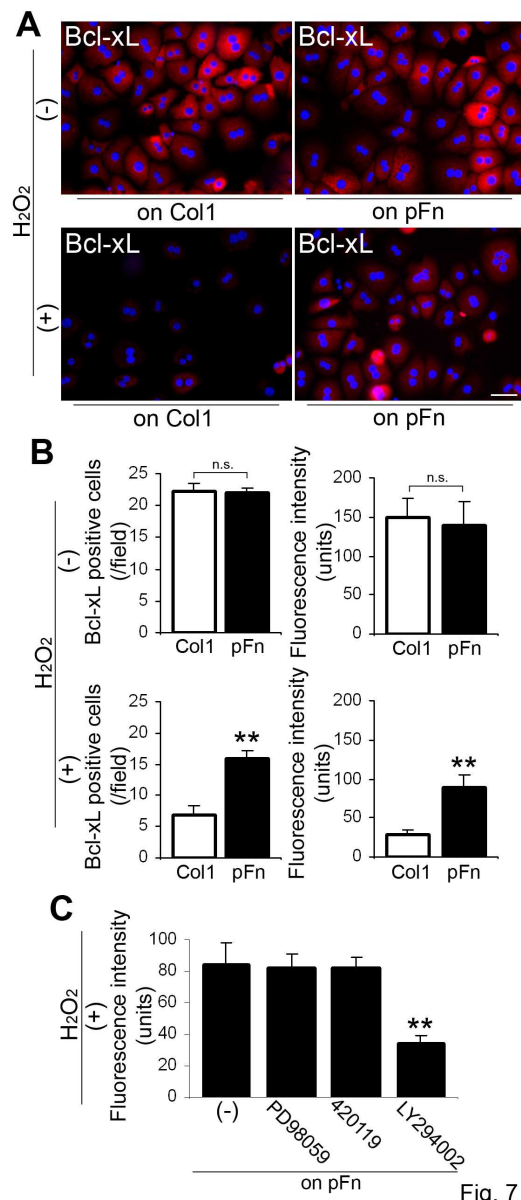 A
Bcl-xL
Bcl-xL
(-)
on Col1
on pFn
H2O2
Bcl-xL
Bcl-xL
(+)
on Col1
on pFn
B
H2O2
(-)
Bcl-xL positive cells
(/field)
25
20
15
10
5
0
n.s.
Col1 pFn
Fluorescence intensity
(units)
200
150
100
50
0
n.s.
Col1 pFn
(+)
Bcl-xL positive cells
(/field)
25
20
15
10
5
0
**
Col1 pFn
Fluorescence intensity
(units)
200
150
100
50
0
**
Col1 pFn
C
H2O2
(+)
Fluorescence intensity
(units)
100
80
60
40
20
0
**
(-)
PD98059
420119
LY294002
on pFn
Fig. 7